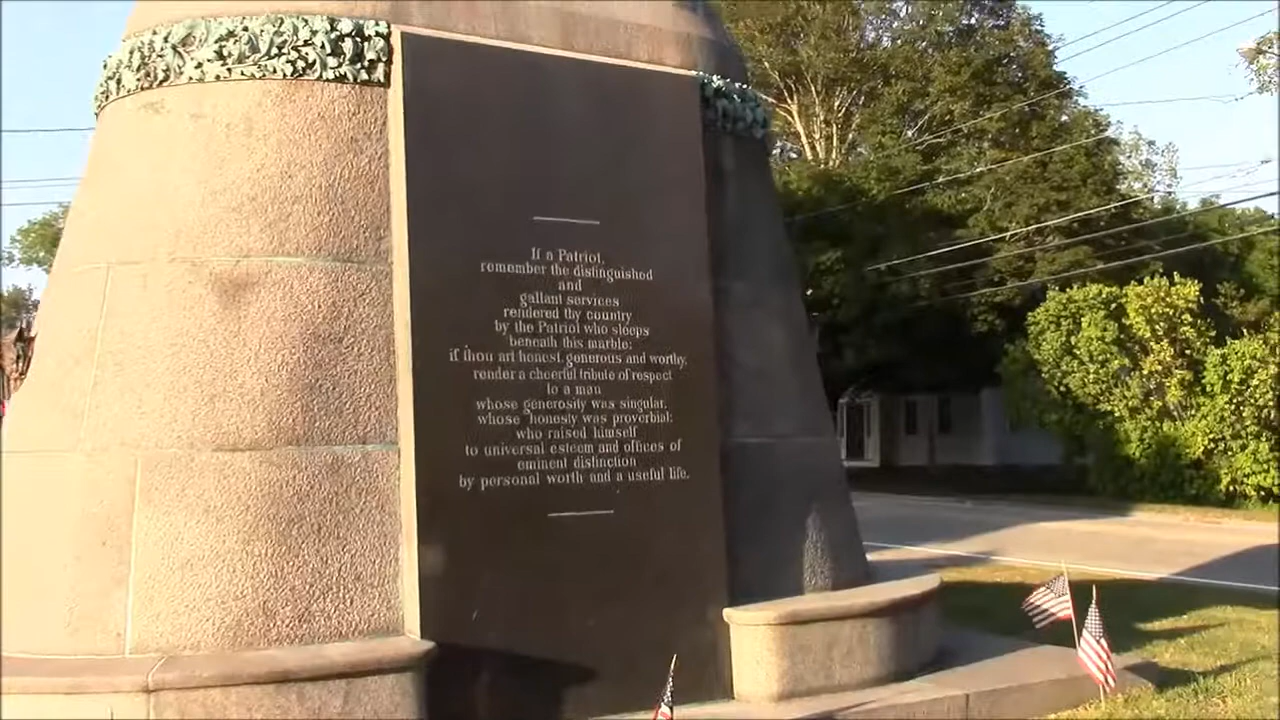 If a Patriot,
remember the distinguished
and
gallant services
rendered thy country
by the Patriot who sleeps
beneath this marble;
if thou art honest, generous and worthy,
render a cheerful tribute of respect
to a man
whose generosity was singular,
whose honesty was proverbial;
who raised himself
to universal esteem and offices of
eminent distinction
by personal worth and a useful life.